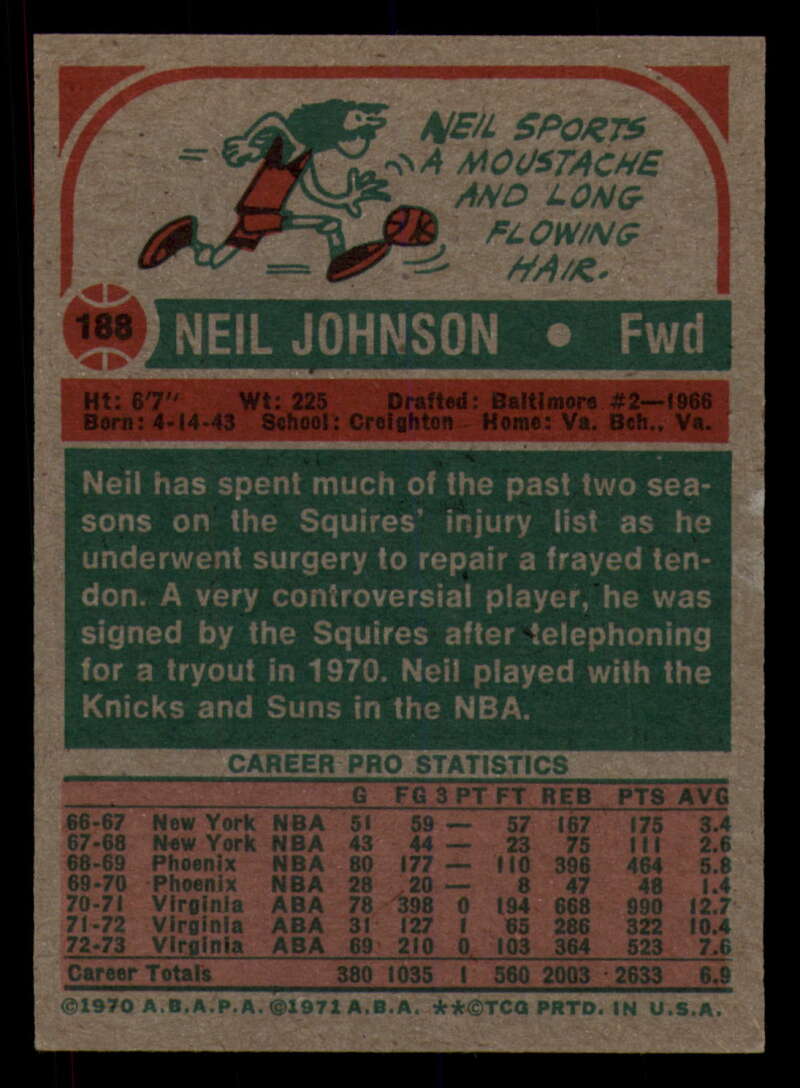 NEIL SPORTS
A MOUSTACHE
AND LONG
FLOWING
HAIR.
188 NEIL JOHNSON • Fwd
Ht: 6'7" Wt: 225 Drafted: Baltimore #2—1966
Born: 4-14-43 School: Creighton Home: Va. Bch., Va.
Neil has spent much of the past two sea-
sons on the Squires' injury list as he
underwent surgery to repair a frayed ten-
don. A very controversial player, he was
signed by the Squires after telephoning
for a tryout in 1970. Neil played with the
Knicks and Suns in the NBA.
CAREER PRO STATISTICS
G FG 3 PT FT REB PTS AVG
66-67 New York NBA 51 59 — 57 167 175 3.4
67-68 New York NBA 43 44 — 23 75 111 2.6
68-69 Phoenix NBA 80 177 — 110 396 464 5.8
69-70 Phoenix NBA 28 20 — 8 47 48 1.4
70-71 Virginia ABA 78 398 0 194 668 990 12.7
71-72 Virginia ABA 31 127 1 65 286 322 10.4
72-73 Virginia ABA 69 210 0 103 364 523 7.6
Career Totals 380 1035 1 560 2003 2633 6.9
©1970 A.B.A.P.A. ©1971 A.B.A. **©TCG PRTD. IN U.S.A.